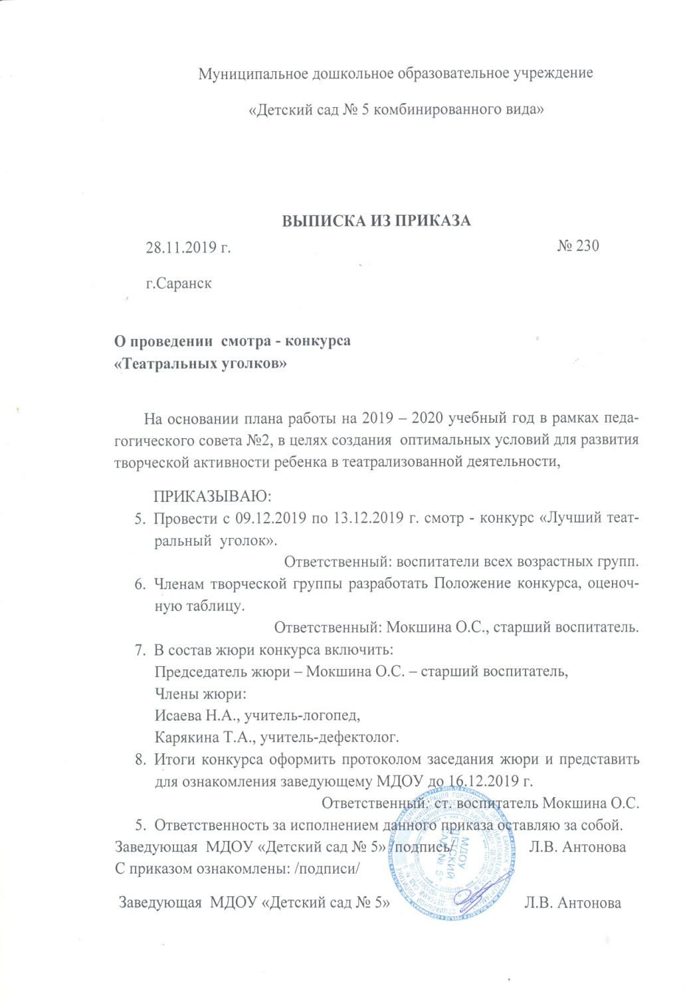 Муниципальное дошкольное образовательное учреждение
«Детский сад № 5 комбинированного вида»
ВЫПИСКА ИЗ ПРИКАЗА
28.11.2019 г. № 230
г.Саранск
О проведении смотра - конкурса
«Театральных уголков»
На основании плана работы на 2019 – 2020 учебный год в рамках педа-
гогического совета №2, в целях создания оптимальных условий для развития
творческой активности ребенка в театрализованной деятельности,
ПРИКАЗЫВАЮ:
5. Провести с 09.12.2019 по 13.12.2019 г. смотр - конкурс «Лучший теат-
ральный уголок».
Ответственный: воспитатели всех возрастных групп.
6. Членам творческой группы разработать Положение конкурса, оценоч-
ную таблицу.
Ответственный: Мокшина О.С., старший воспитатель.
7. В состав жюри конкурса включить:
Председатель жюри – Мокшина О.С. – старший воспитатель,
Члены жюри:
Исаева Н.А., учитель-логопед,
Карякина Т.А., учитель-дефектолог.
8. Итоги конкурса оформить протоколом заседания жюри и представить
для ознакомления заведующему МДОУ до 16.12.2019 г.
Ответственный: ст. воспитатель Мокшина О.С.
5. Ответственность за исполнением данного приказа оставляю за собой.
Заведующая МДОУ «Детский сад № 5» /подпись/ Л.В. Антонова
С приказом ознакомлены: /подписи/
Заведующая МДОУ «Детский сад № 5» Л.В. Антонова
МДОУ
"ДЕТСКИЙ
САД № 5"